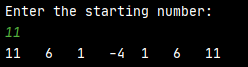 Enter the starting number:
11
11 6 1 -4 1 6 11